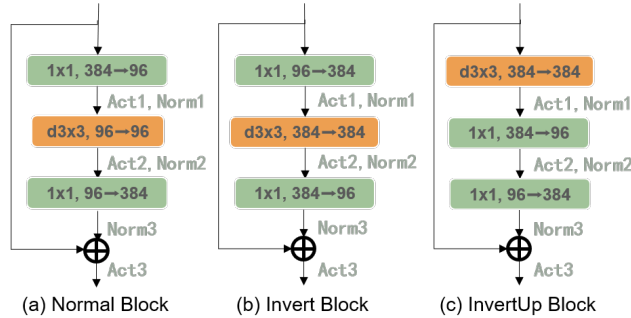 1x1, 384→96
Act1, Norm1
d3x3, 96→96
Act2, Norm2
1x1, 96→384
Norm3
Act3
(a) Normal Block
1x1, 96→384
Act1, Norm1
d3x3, 384→384
Act2, Norm2
1x1, 384→96
Norm3
Act3
(b) Invert Block
d3x3, 384→384
Act1, Norm1
1x1, 384→96
Act2, Norm2
1x1, 96→384
Norm3
Act3
(c) InvertUp Block